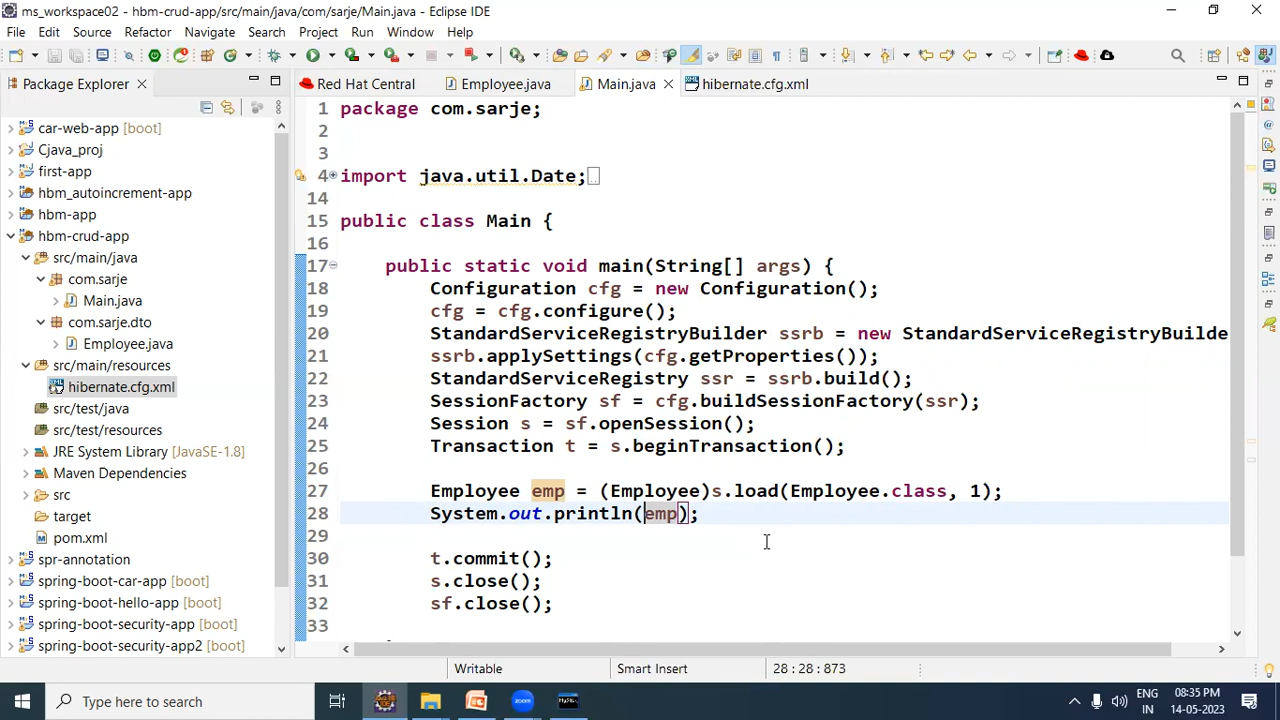 ms_workspace02 - hbm-crud-app/src/main/java/com/sarje/Main.java - Eclipse IDE
File Edit Source Refactor Navigate Search Project Run Window Help
Package Explorer
Red Hat Central Employee.java Main.java hibernate.cfg.xml
car-web-app [boot]
Cjava_proj
first-app
hbm_autoincrement-app
hbm-app
hbm-crud-app
src/main/java
com.sarje
Main.java
com.sarje.dto
Employee.java
src/main/resources
hibernate.cfg.xml
src/test/java
src/test/resources
JRE System Library [JavaSE-1.8]
Maven Dependencies
src
target
pom.xml
spr-annotation
spring-boot-car-app [boot]
spring-boot-hello-app [boot]
spring-boot-security-app [boot]
spring-boot-security-app2 [boot]
1 package com.sarje;
2
3
4 import java.util.Date;
14
15 public class Main {
16
17 public static void main(String[] args) {
18 Configuration cfg = new Configuration();
19 cfg = cfg.configure();
20 StandardServiceRegistryBuilder ssrb = new StandardServiceRegistryBuilde
21 ssrb.applySettings(cfg.getProperties());
22 StandardServiceRegistry ssr = ssrb.build();
23 SessionFactory sf = cfg.buildSessionFactory(ssr);
24 Session s = sf.openSession();
25 Transaction t = s.beginTransaction();
26
27 Employee emp = (Employee)s.load(Employee.class, 1);
28 System.out.println(emp);
29
30 t.commit();
31 s.close();
32 sf.close();
33
Writable Smart Insert 28 : 28 : 873
Type here to search
zoom
ENG
IN
08:35 PM
14-05-2023